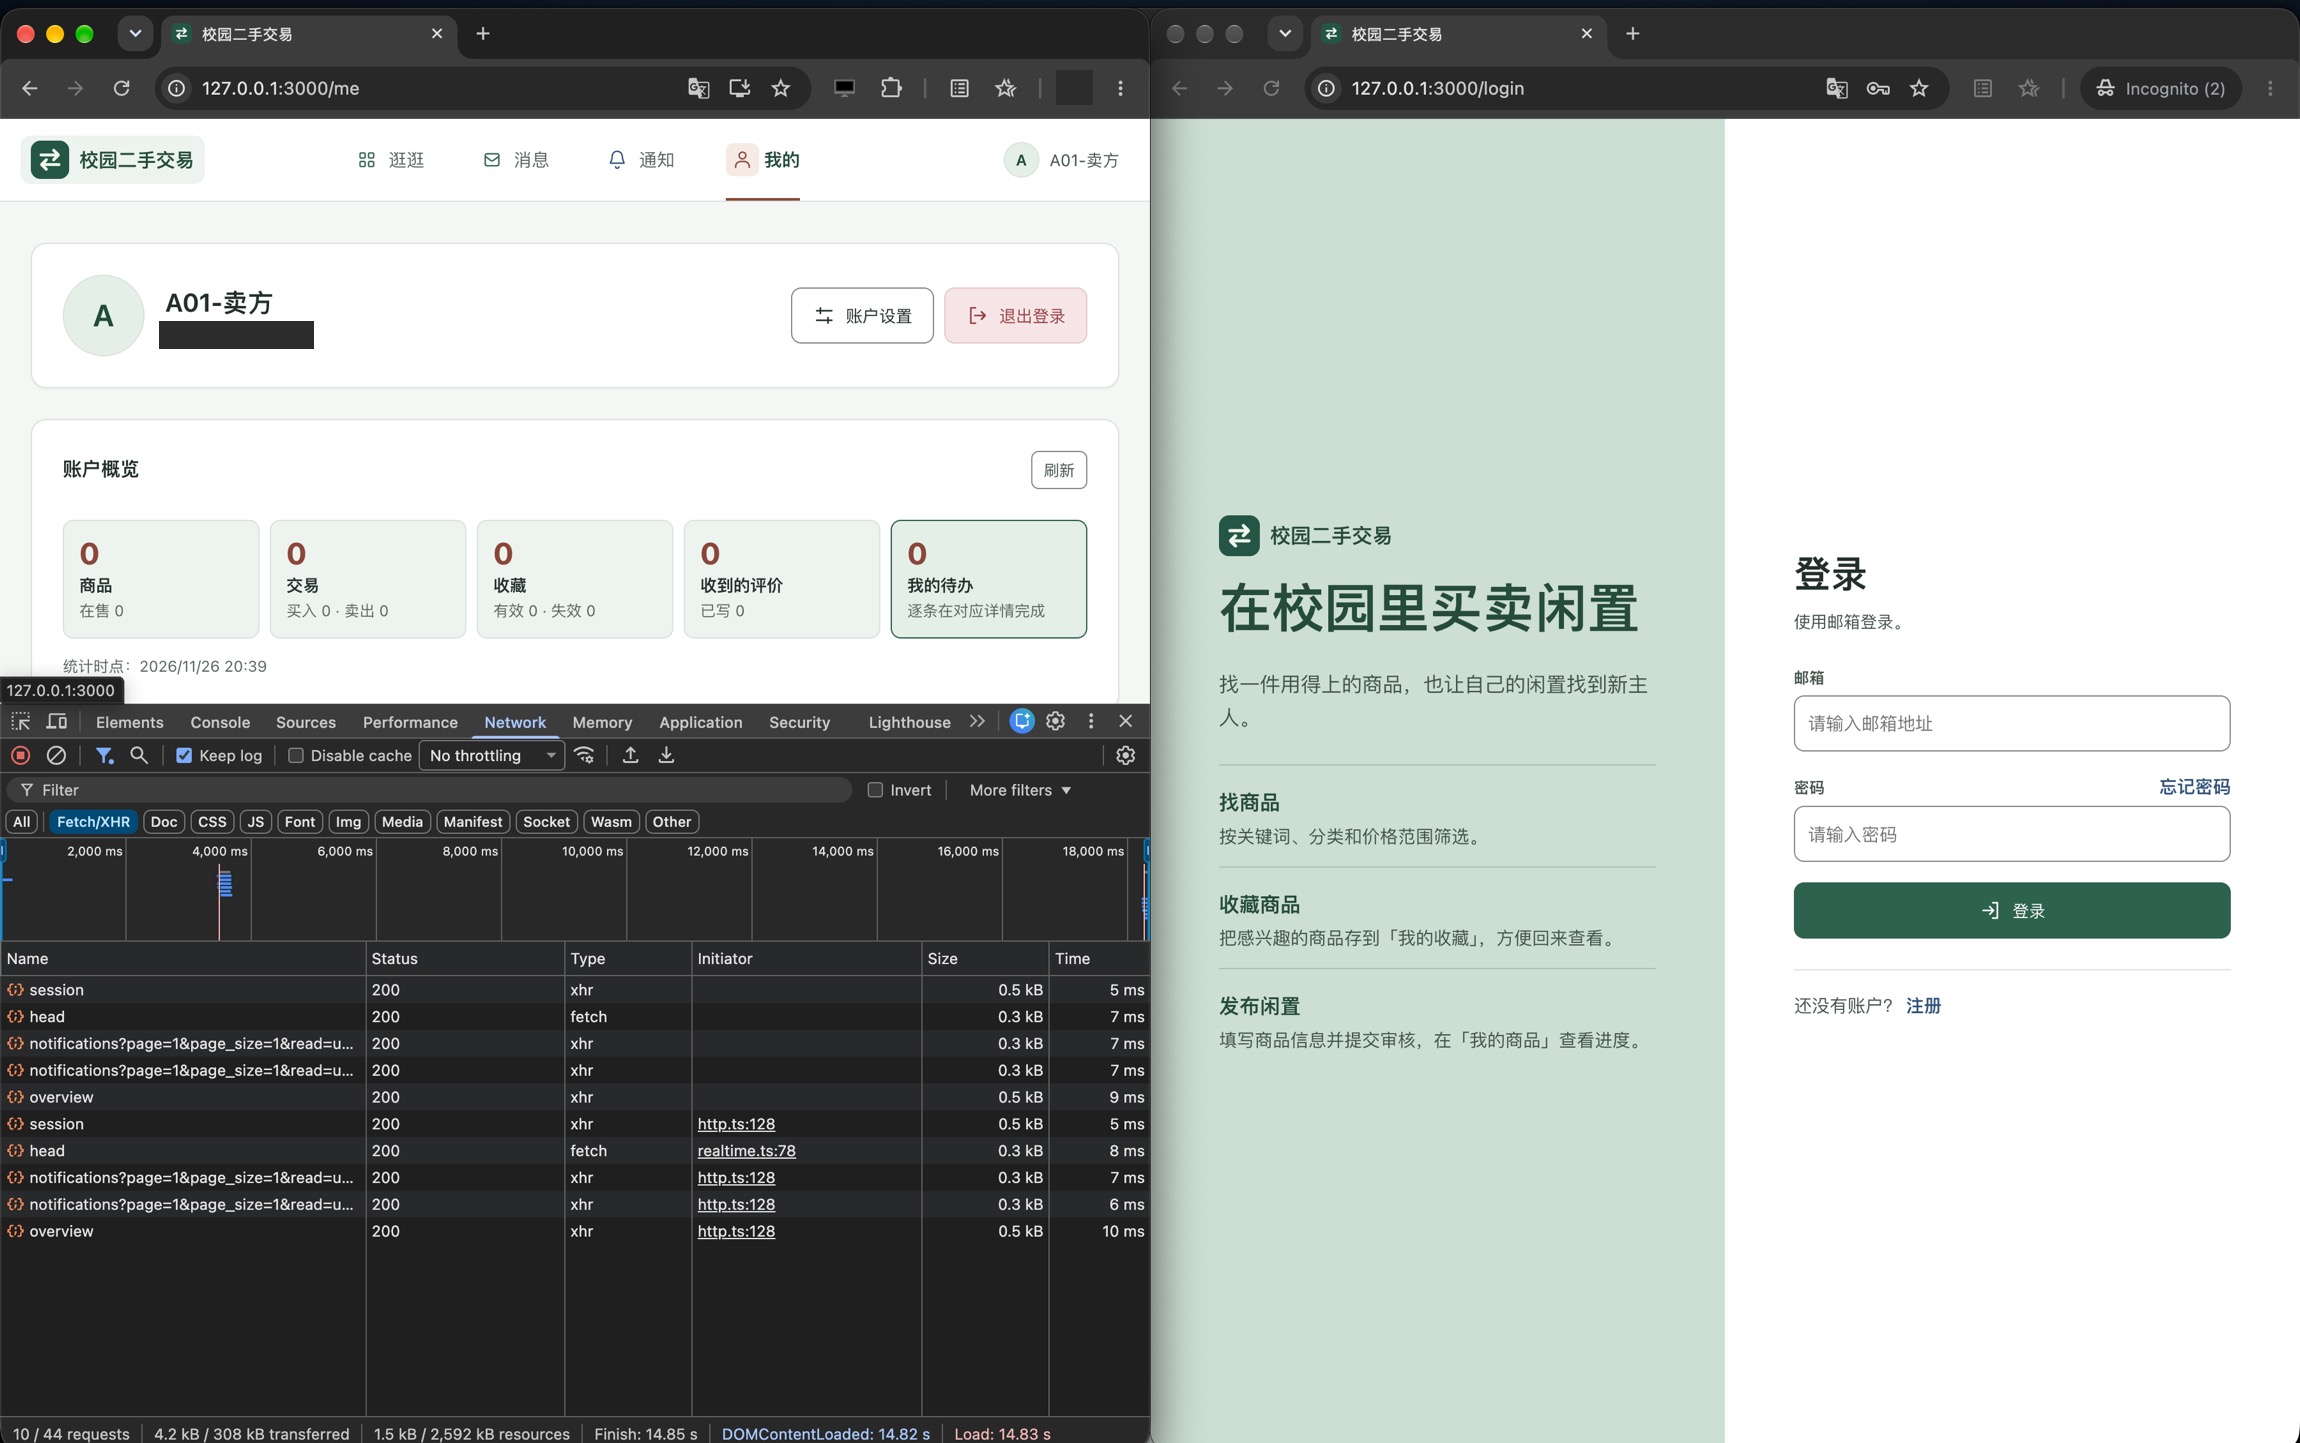 校园二手交易
127.0.0.1:3000/me
校园二手交易
逛逛
消息
通知
我的
A
A01-卖方
A
A01-卖方
账户设置
退出登录
账户概览
刷新
0
商品
在售 0
0
交易
买入 0 · 卖出 0
0
收藏
有效 0 · 失效 0
0
收到的评价
已写 0
0
我的待办
逐条在对应详情完成
统计时点：2026/11/26 20:39
127.0.0.1:3000
Elements Console Sources Performance Network Memory Application Security Lighthouse
Keep log Disable cache No throttling
Filter Invert More filters
All Fetch/XHR Doc CSS JS Font Img Media Manifest Socket Wasm Other
2,000 ms 4,000 ms 6,000 ms 8,000 ms 10,000 ms 12,000 ms 14,000 ms 16,000 ms 18,000 ms
Name Status Type Initiator Size Time
session 200 xhr 0.5 kB 5 ms
head 200 fetch 0.3 kB 7 ms
notifications?page=1&page_size=1&read=u... 200 xhr 0.3 kB 7 ms
notifications?page=1&page_size=1&read=u... 200 xhr 0.3 kB 7 ms
overview 200 xhr 0.5 kB 9 ms
session 200 xhr http.ts:128 0.5 kB 5 ms
head 200 fetch realtime.ts:78 0.3 kB 8 ms
notifications?page=1&page_size=1&read=u... 200 xhr http.ts:128 0.3 kB 7 ms
notifications?page=1&page_size=1&read=u... 200 xhr http.ts:128 0.3 kB 6 ms
overview 200 xhr http.ts:128 0.5 kB 10 ms
10 / 44 requests 4.2 kB / 308 kB transferred 1.5 kB / 2,592 kB resources Finish: 14.85 s DOMContentLoaded: 14.82 s Load: 14.83 s
校园二手交易
127.0.0.1:3000/login
Incognito (2)
校园二手交易
在校园里买卖闲置
找一件用得上的商品，也让自己的闲置找到新主
人。
找商品
按关键词、分类和价格范围筛选。
收藏商品
把感兴趣的商品存到「我的收藏」，方便回来查看。
发布闲置
填写商品信息并提交审核，在「我的商品」查看进度。
登录
使用邮箱登录。
邮箱
请输入邮箱地址
密码 忘记密码
请输入密码
登录
还没有账户？ 注册